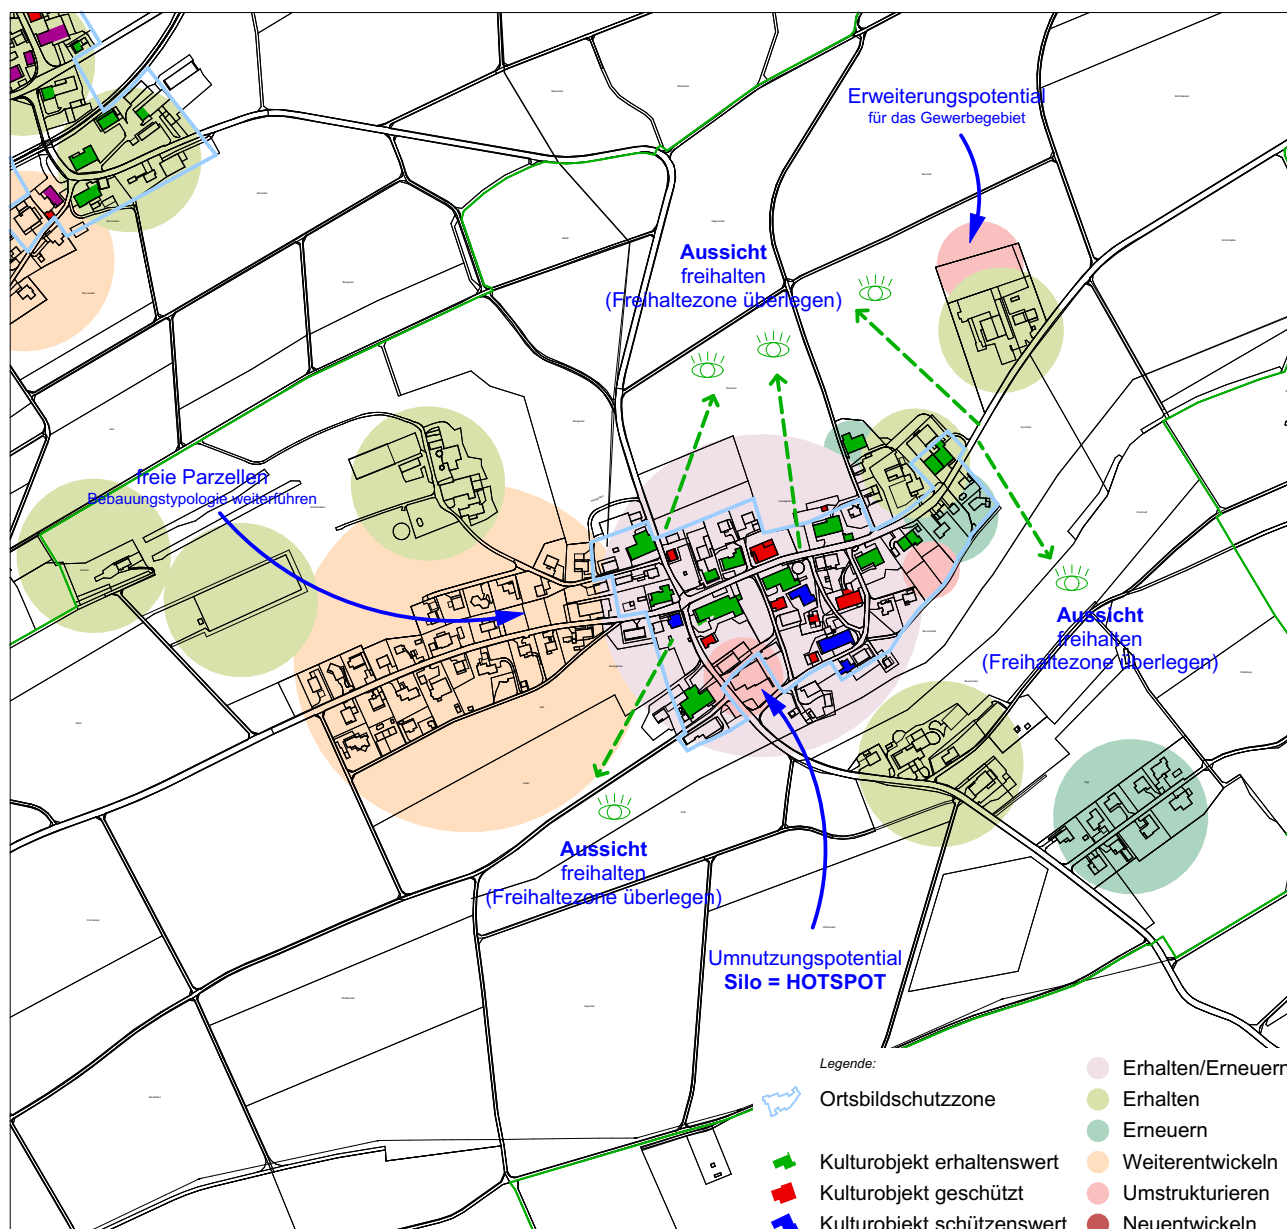 Erweiterungspotential
für das Gewerbegebiet
Aussicht
freihalten
(Freihaltezone überlegen)
freie Parzellen
Bebauungstypologie weiterführen
Aussicht
freihalten
(Freihaltezone überlegen)
Aussicht
freihalten
(Freihaltezone überlegen)
Umnutzungspotential
Silo = HOTSPOT
Legende:
Ortsbildschutzzone
Kulturobjekt erhaltenswert
Kulturobjekt geschützt
Kulturobjekt schützenswert
Erhalten/Erneuern
Erhalten
Erneuern
Weiterentwickeln
Umstrukturieren
Neuentwickeln